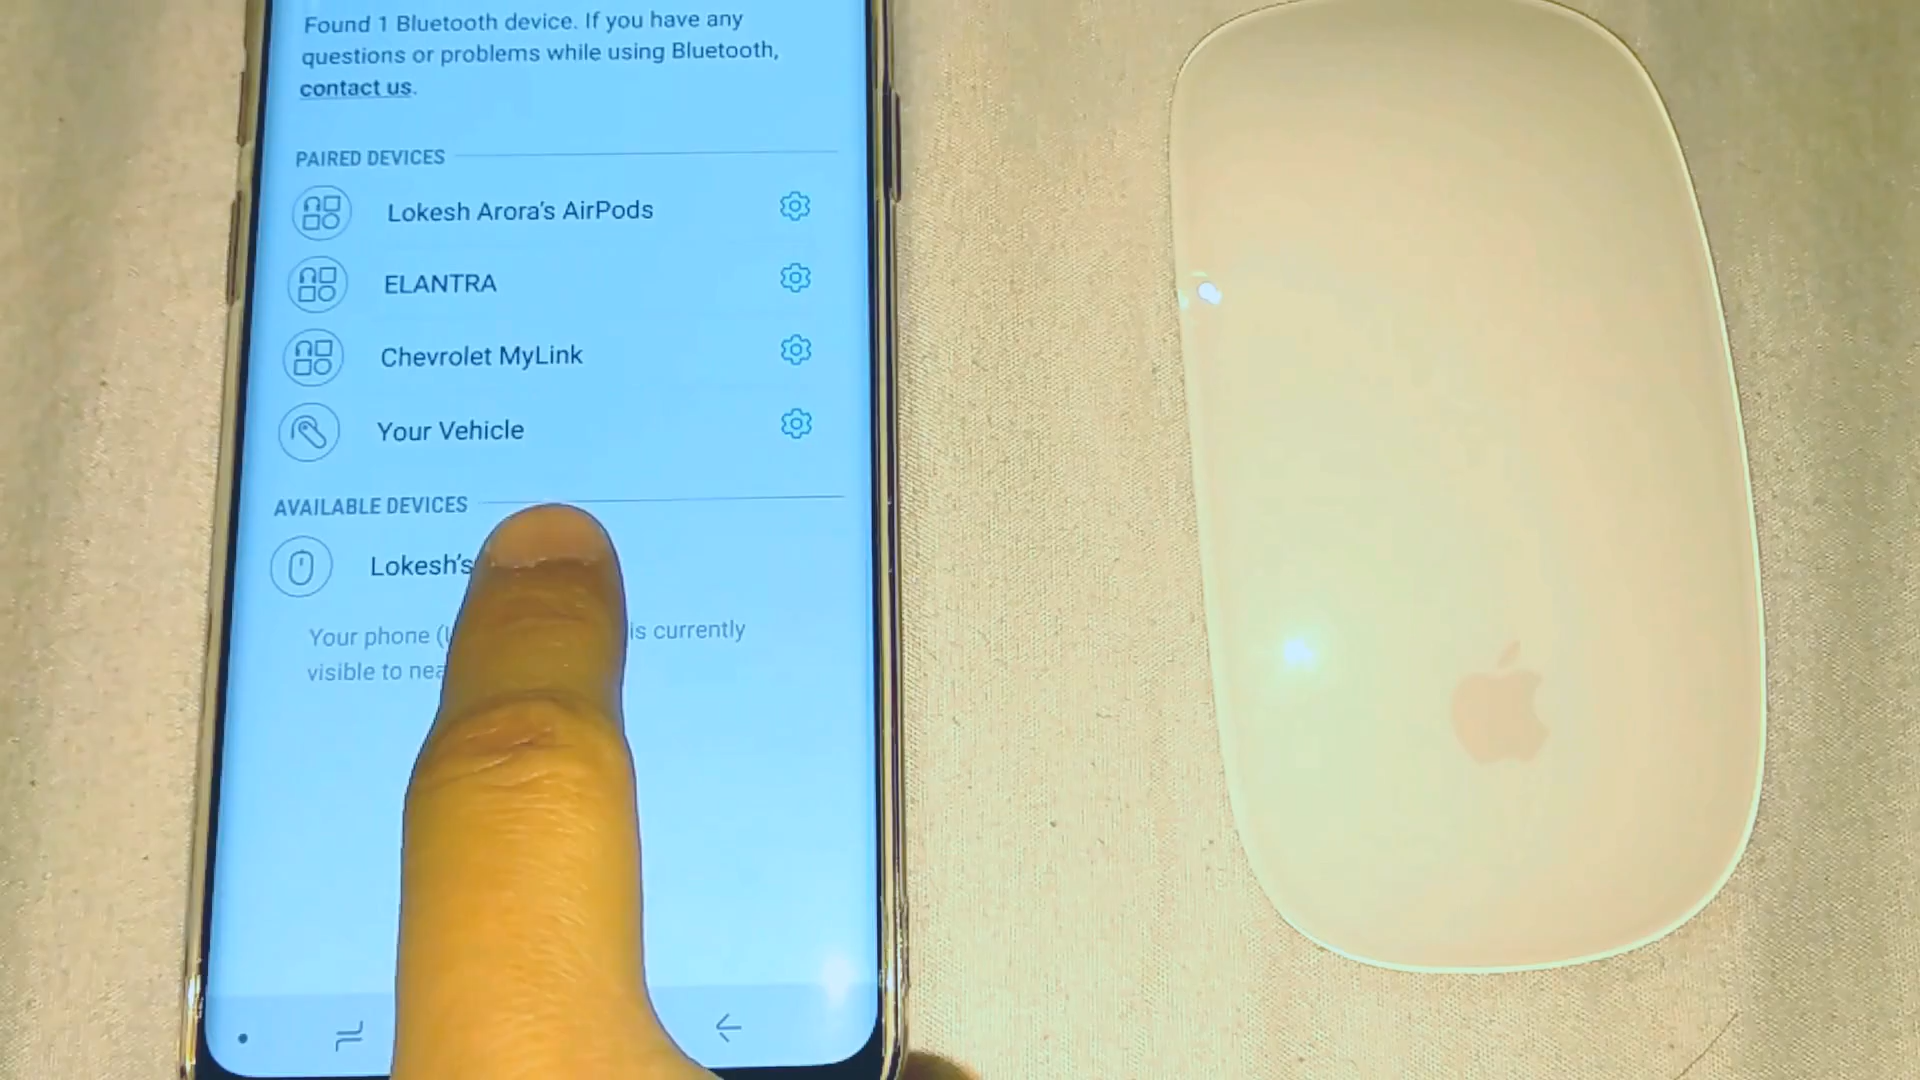 Found 1 Bluetooth device. If you have any
questions or problems while using Bluetooth,
contact us.
PAIRED DEVICES
Lokesh Arora's AirPods
ELANTRA
Chevrolet MyLink
Your Vehicle
AVAILABLE DEVICES
Lokesh's
Your phone ( is currently
visible to